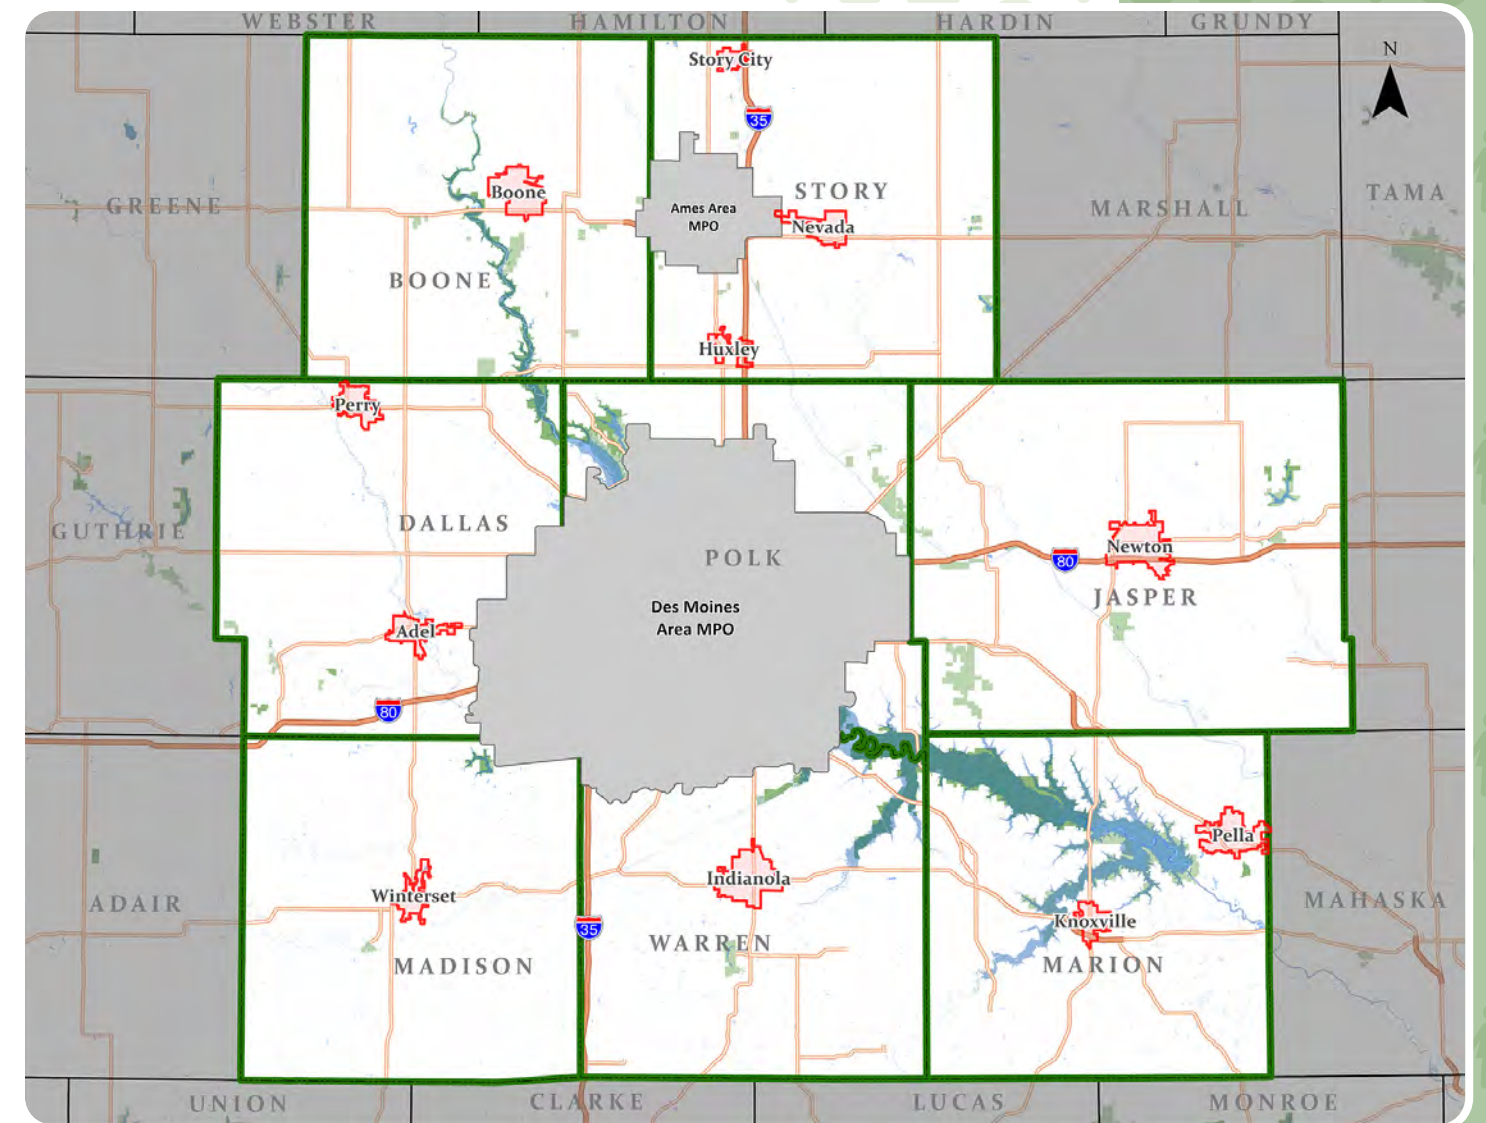 WEBSTER
HAMILTON
HARDIN
GRUNDY
N
Story City
35
GREENE
Boone
Ames Area
MPO
STORY
Nevada
MARSHALL
TAMA
BOONE
Huxley
Perry
GUTHRIE
DALLAS
POLK
Newton
80
JASPER
Des Moines
Area MPO
Adel
80
Pella
Winterset
Indianola
ADAIR
MAHASKA
Knoxville
35
WARREN
MADISON
MARION
UNION
CLARKE
LUCAS
MONROE